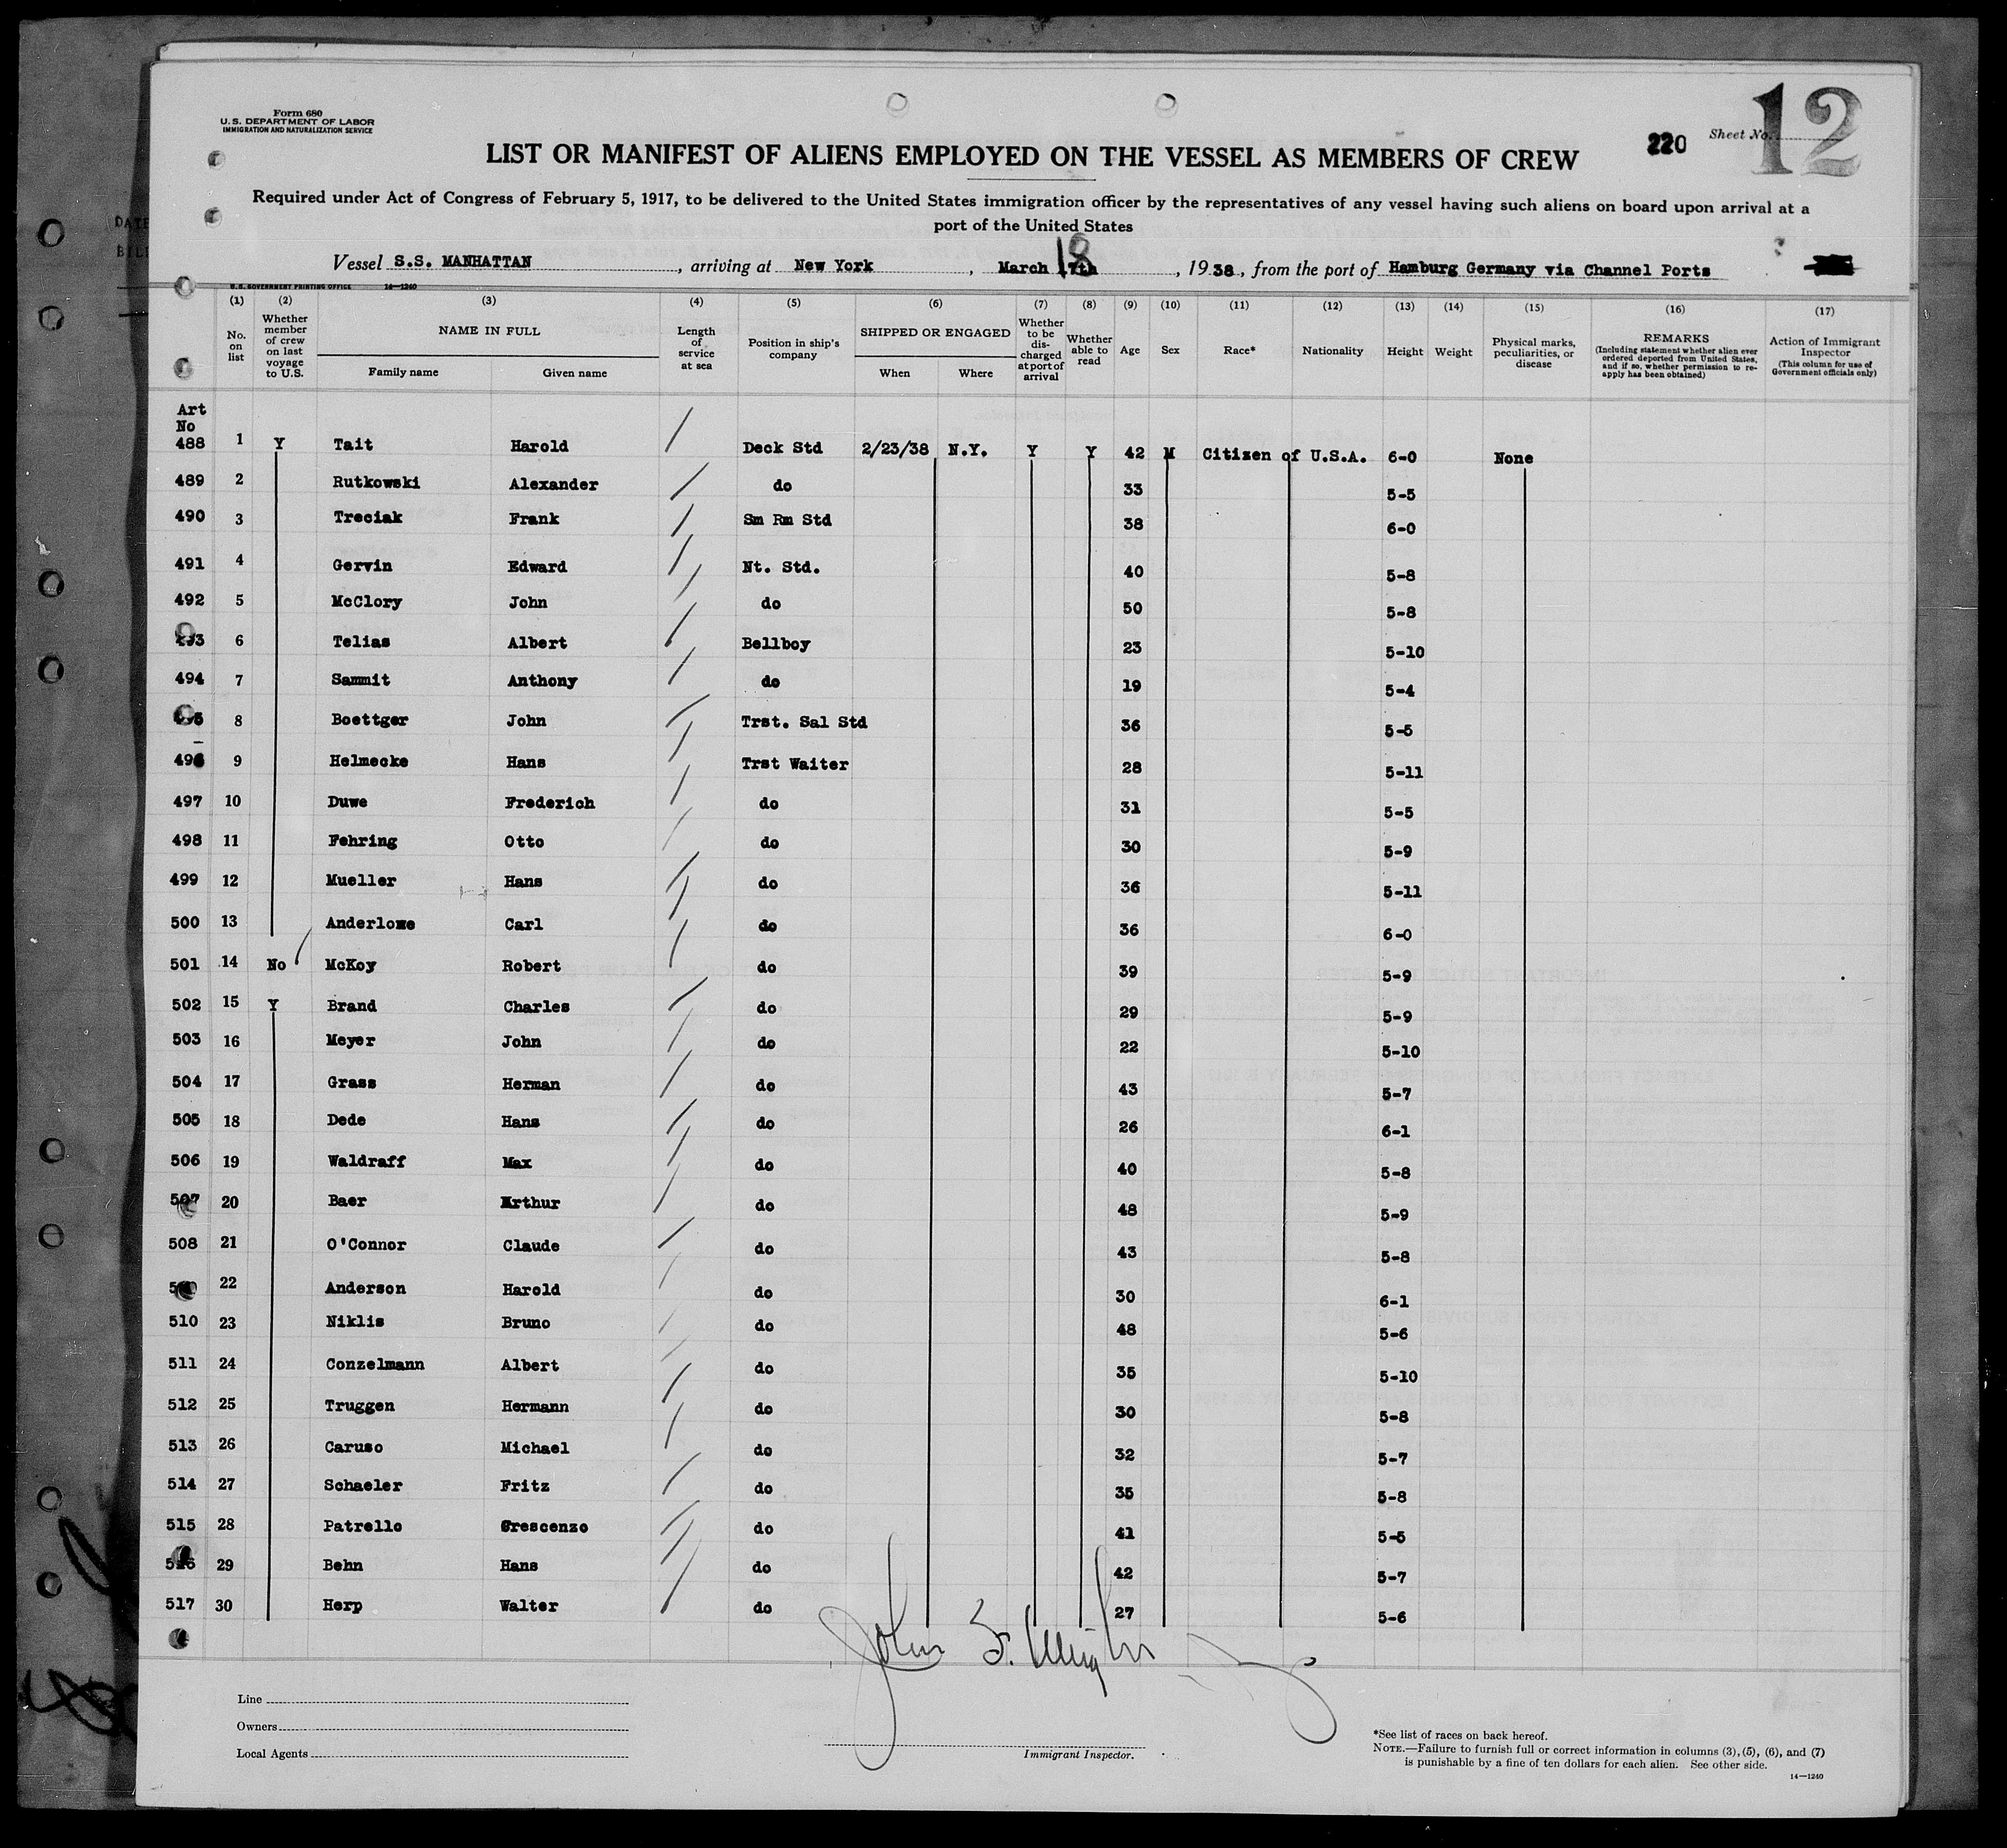 Form 680
U. S. DEPARTMENT OF LABOR
IMMIGRATION AND NATURALIZATION SERVICE
220 Sheet No. 12
LIST OR MANIFEST OF ALIENS EMPLOYED ON THE VESSEL AS MEMBERS OF CREW
Required under Act of Congress of February 5, 1917, to be delivered to the United States immigration officer by the representatives of any vessel having such aliens on board upon arrival at a
port of the United States
Vessel S.S. MANHATTAN, arriving at New York, March 18, 1938, from the port of Hamburg Germany via Channel Ports
U.S. GOVERNMENT PRINTING OFFICE 14—1240
(1) (2) (3) (4) (5) (6) (7) (8) (9) (10) (11) (12) (13) (14) (15) (16) (17)
No. on list
Whether member of crew on last voyage to U.S.
NAME IN FULL
Family name
Given name
Length of service at sea
Position in ship's company
SHIPPED OR ENGAGED
When
Where
Whether to be discharged at port of arrival
Whether able to read
Age
Sex
Race*
Nationality
Height
Weight
Physical marks, peculiarities, or disease
REMARKS
(Including statement whether alien ever ordered deported from United States, and if so, whether permission to re-apply has been obtained)
Action of Immigrant Inspector
(This column for use of Government officials only)
Art
No
488 1 Y Tait Harold Deck Std 2/23/38 N.Y. Y Y 42 M Citizen of U.S.A. 6-0 None
489 2 Rutkowski Alexander do 33 5-5
490 3 Treciak Frank Sm Rm Std 38 6-0
491 4 Gervin Edward Nt. Std. 40 5-8
492 5 McClory John do 50 5-8
493 6 Telias Albert Bellboy 23 5-10
494 7 Sammit Anthony do 19 5-4
495 8 Boettger John Trst. Sal Std 36 5-5
496 9 Helmecke Hans Trst Waiter 28 5-11
497 10 Duwe Frederich do 31 5-5
498 11 Fehring Otto do 30 5-9
499 12 Mueller Hans do 36 5-11
500 13 Anderlowe Carl do 36 6-0
501 14 No McKoy Robert do 39 5-9
502 15 Y Brand Charles do 29 5-9
503 16 Meyer John do 22 5-10
504 17 Grass Herman do 43 5-7
505 18 Dede Hans do 26 6-1
506 19 Waldraff Max do 40 5-8
507 20 Baer Arthur do 48 5-9
508 21 O'Connor Claude do 43 5-8
22 Anderson Harold do 30 6-1
510 23 Niklis Bruno do 48 5-6
511 24 Conzelmann Albert do 35 5-10
512 25 Truggen Hermann do 30 5-8
513 26 Caruso Michael do 32 5-7
514 27 Schaeler Fritz do 35 5-8
515 28 Patrello Crescenzo do 41 5-5
516 29 Behn Hans do 42 5-7
517 30 Herp Walter do 27 5-6
John
Line
Owners
Local Agents
Immigrant Inspector.
*See list of races on back hereof.
NOTE.—Failure to furnish full or correct information in columns (3), (5), (6), and (7)
is punishable by a fine of ten dollars for each alien. See other side.
14—1240